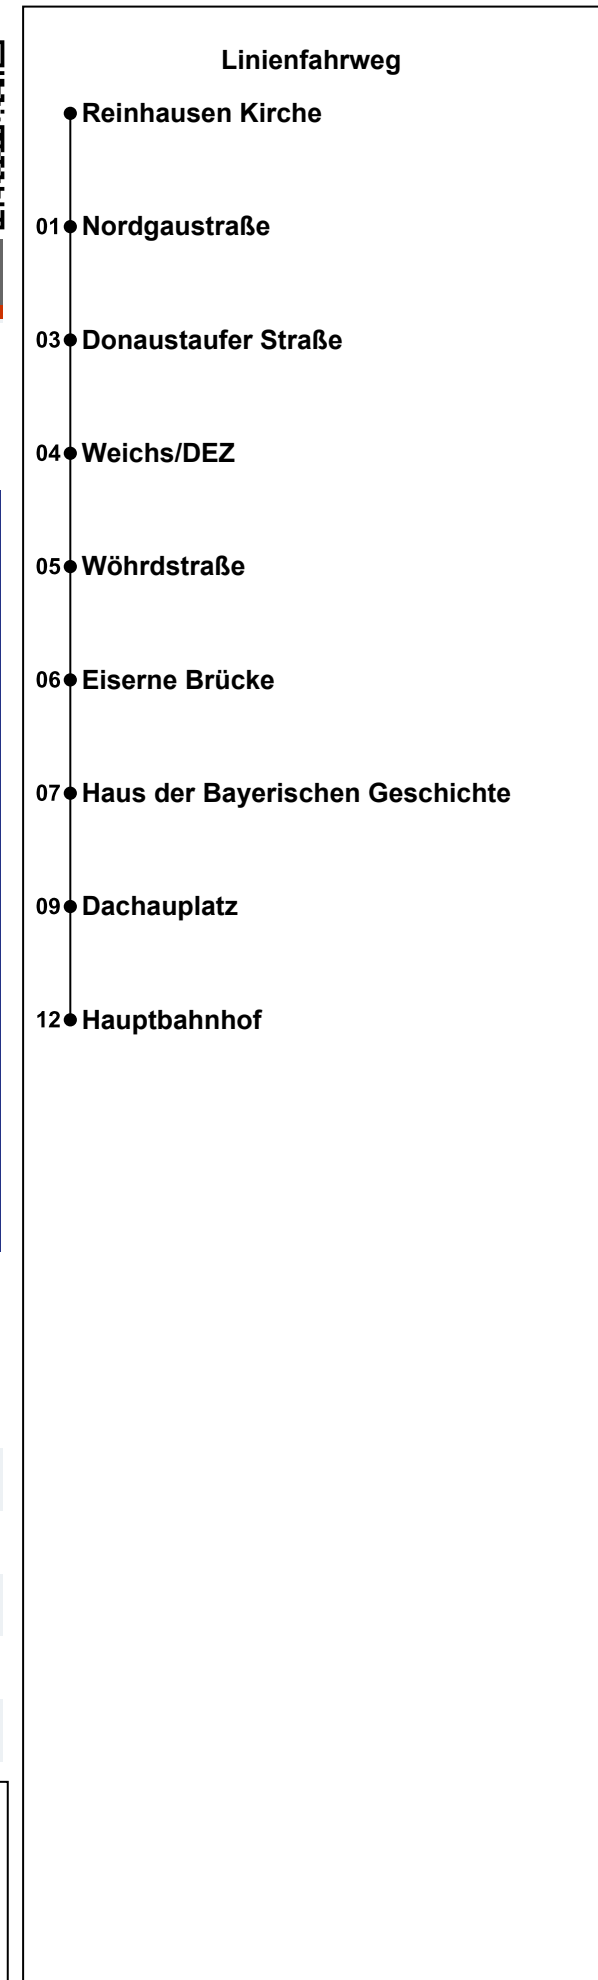 Linienfahrweg
Reinhausen Kirche
01 Nordgaustraße
03 Donaustaufer Straße
04 Weichs/DEZ
05 Wöhrdstraße
06 Eiserne Brücke
07 Haus der Bayerischen Geschichte
09 Dachauplatz
12 Hauptbahnhof